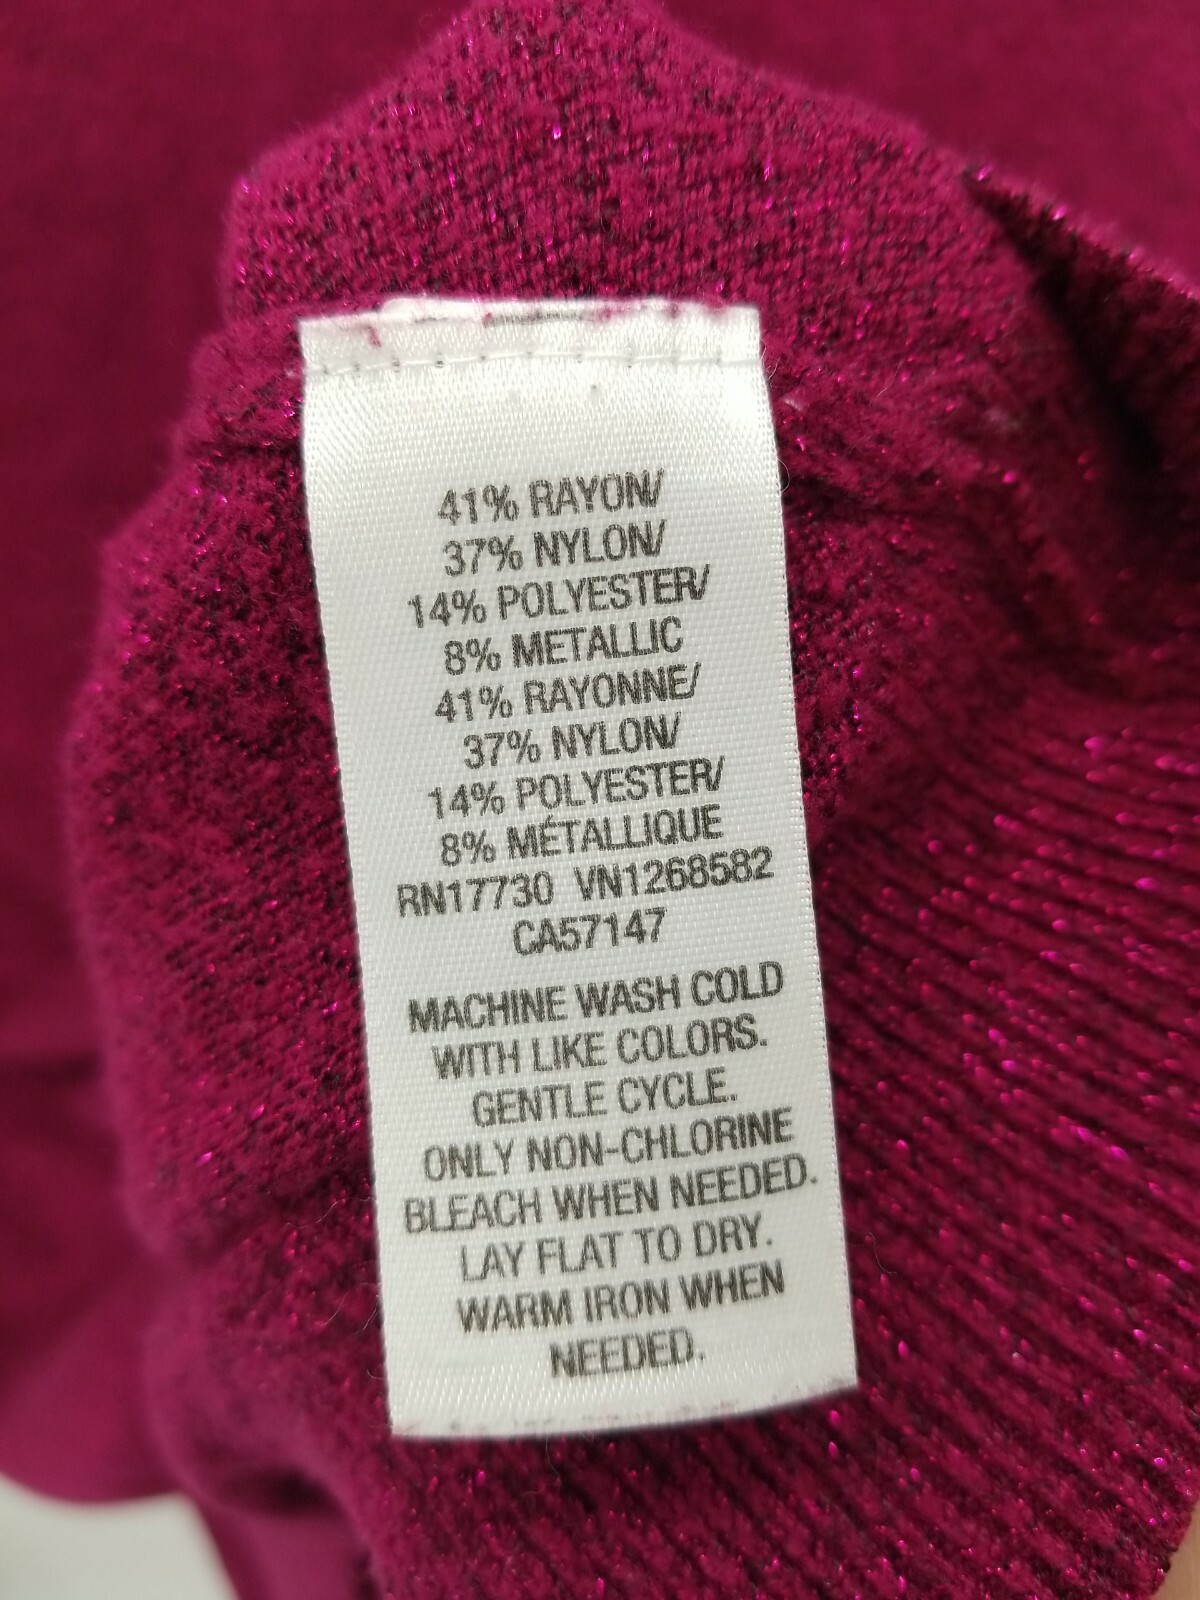 41% RAYON/
37% NYLON/
14% POLYESTER/
8% METALLIC
41% RAYONNE/
37% NYLON/
14% POLYESTER/
8% MÉTALLIQUE
RN17730 VN1268582
CA57147
MACHINE WASH COLD
WITH LIKE COLORS.
GENTLE CYCLE.
ONLY NON-CHLORINE
BLEACH WHEN NEEDED.
LAY FLAT TO DRY.
WARM IRON WHEN
NEEDED.